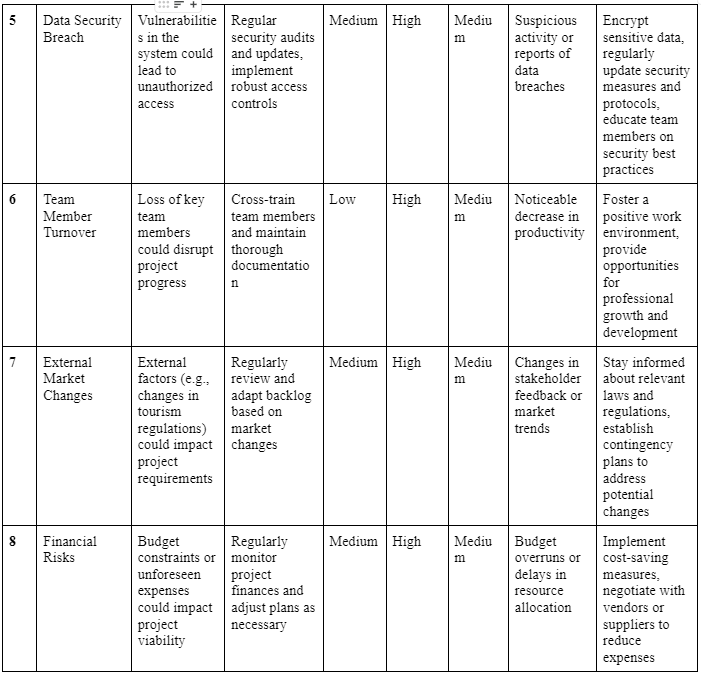 5
Data Security
Breach
Vulnerabilitie
s in the
system could
lead to
unauthorized
access
Regular
security audits
and updates,
implement
robust access
controls
Medium
High
Mediu
m
Suspicious
activity or
reports of
data
breaches
Encrypt
sensitive data,
regularly
update security
measures and
protocols,
educate team
members on
security best
practices
6
Team
Member
Turnover
Loss of key
team
members
could disrupt
project
progress
Cross-train
team members
and maintain
thorough
documentatio
n
Low
High
Mediu
m
Noticeable
decrease in
productivity
Foster a
positive work
environment,
provide
opportunities
for
professional
growth and
development
7
External
Market
Changes
External
factors (e.g.,
changes in
tourism
regulations)
could impact
project
requirements
Regularly
review and
adapt backlog
based on
market
changes
Medium
High
Mediu
m
Changes in
stakeholder
feedback or
market
trends
Stay informed
about relevant
laws and
regulations,
establish
contingency
plans to
address
potential
changes
8
Financial
Risks
Budget
constraints or
unforeseen
expenses
could impact
project
viability
Regularly
monitor
project
finances and
adjust plans as
necessary
Medium
High
Mediu
m
Budget
overruns or
delays in
resource
allocation
Implement
cost-saving
measures,
negotiate with
vendors or
suppliers to
reduce
expenses